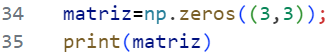 34 matriz=np.zeros((3,3));
35 print(matriz)